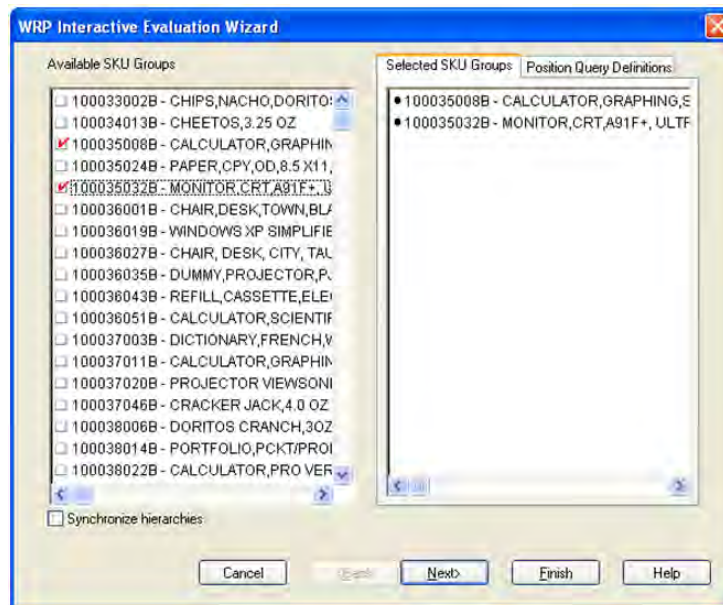 WRP Interactive Evaluation Wizard
Available SKU Groups
100033002B - CHIPS,NACHO,DORITO
100034013B - CHEETOS,3.25 OZ
100035008B - CALCULATOR,GRAPHIN
100035024B - PAPER,CPY,OD,8.5 X11,
100035032B - MONITOR,CRT,A91F+, U
100036001B - CHAIR,DESK,TOWN,BLA
100036019B - WINDOWS XP SIMPLIFIE
100036027B - CHAIR, DESK, CITY, TAU
100036035B - DUMMY,PROJECTOR,P
100036043B - REFILL,CASSETTE,ELE
100036051B - CALCULATOR,SCIENTIF
100037003B - DICTIONARY,FRENCH,W
100037011B - CALCULATOR,GRAPHIN
100037020B - PROJECTOR VIEWSONI
100037046B - CRACKER JACK,4.0 OZ
100038006B - DORITOS CRANCH,3OZ
100038014B - PORTFOLIO,PCKT/PRO
100038022B - CALCULATOR,PRO VER
Synchronize hierarchies
Selected SKU Groups
Position Query Definitions
100035008B - CALCULATOR,GRAPHING,S
100035032B - MONITOR,CRT,A91F+, ULTF
Cancel
<Back
Next>
Finish
Help